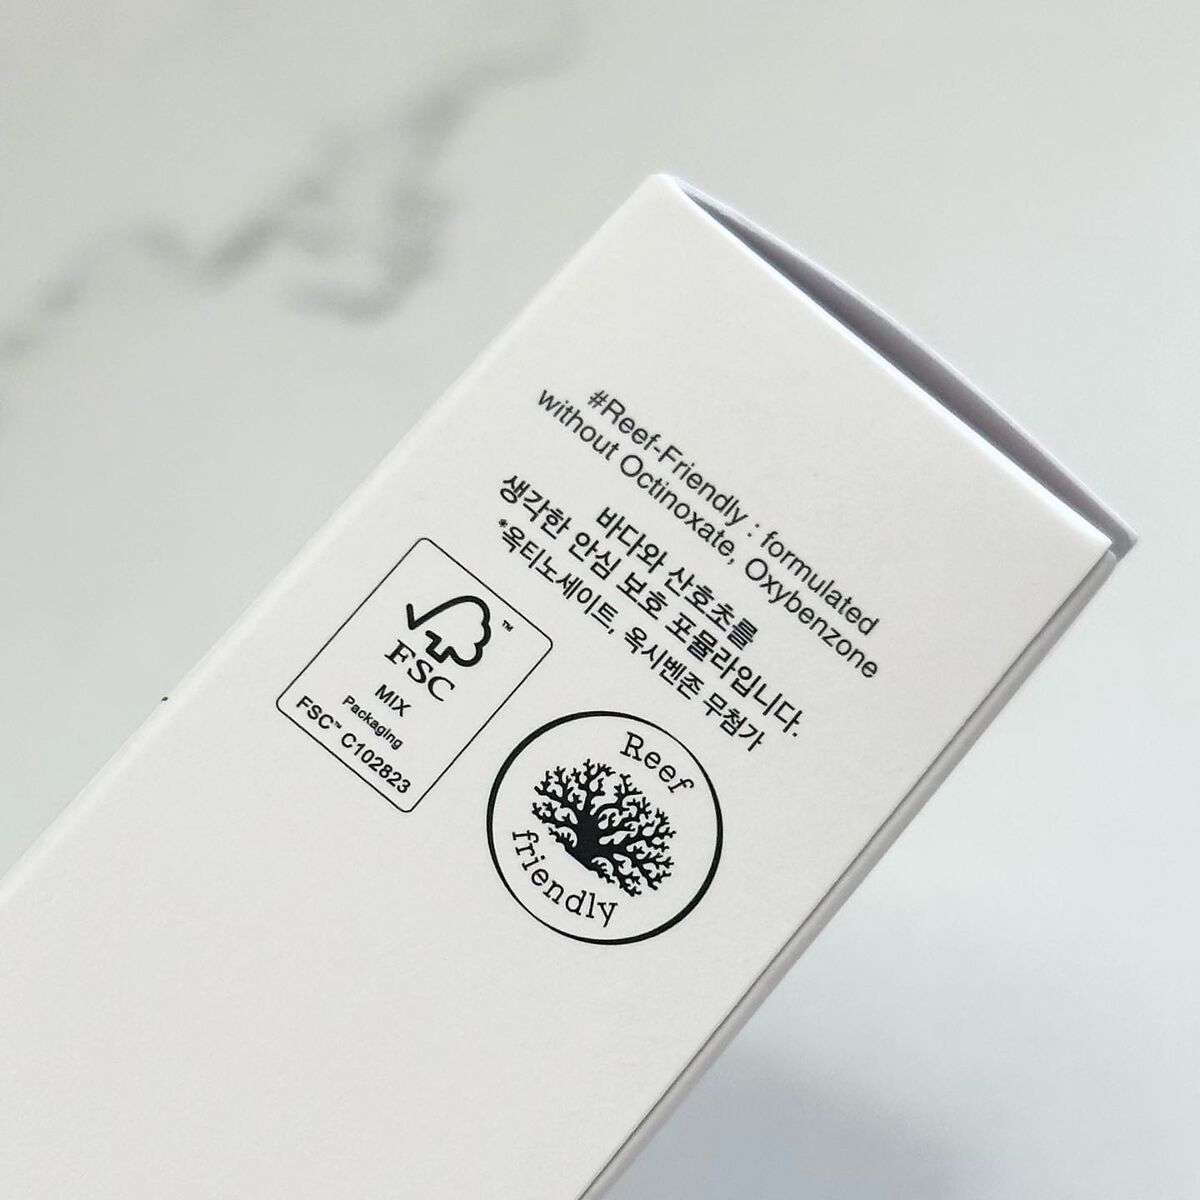 #Reef-Friendly : formulated
without Octinoxate, Oxybenzone
바다와 산호초를
생각한 안심 보호 포뮬라입니다.
*옥티노세이트, 옥시벤존 무첨가
FSC
™
MIX
Packaging
FSC™ C102823
Reef
friendly